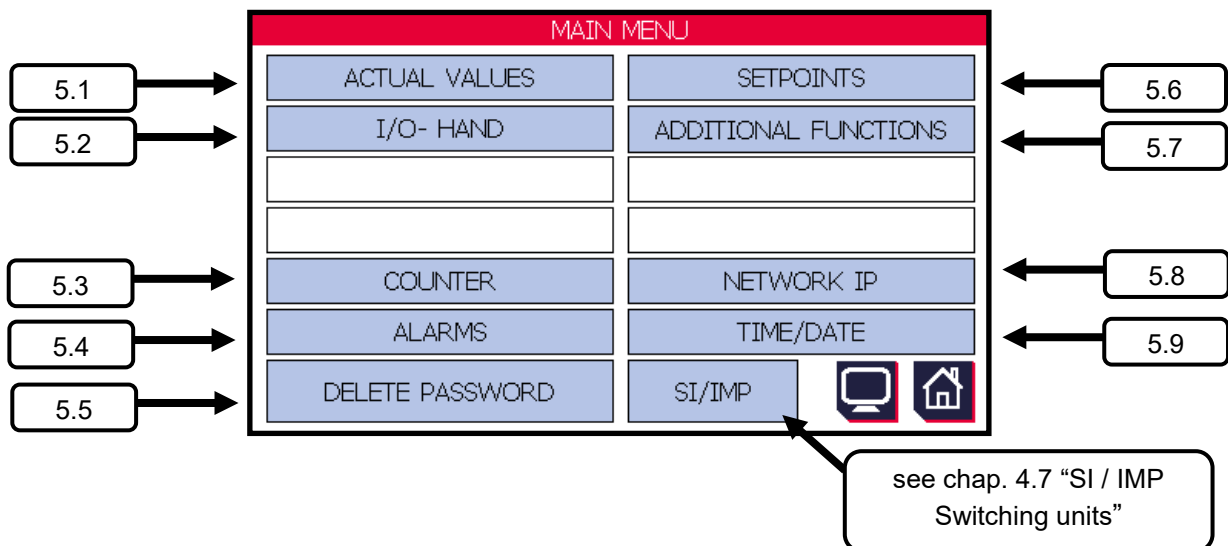 MAIN MENU
5.1
ACTUAL VALUES
SETPOINTS
5.6
5.2
I/O- HAND
ADDITIONAL FUNCTIONS
5.7
5.3
COUNTER
NETWORK IP
5.8
5.4
ALARMS
TIME/DATE
5.9
5.5
DELETE PASSWORD
SI/IMP
see chap. 4.7 “SI / IMP
Switching units”